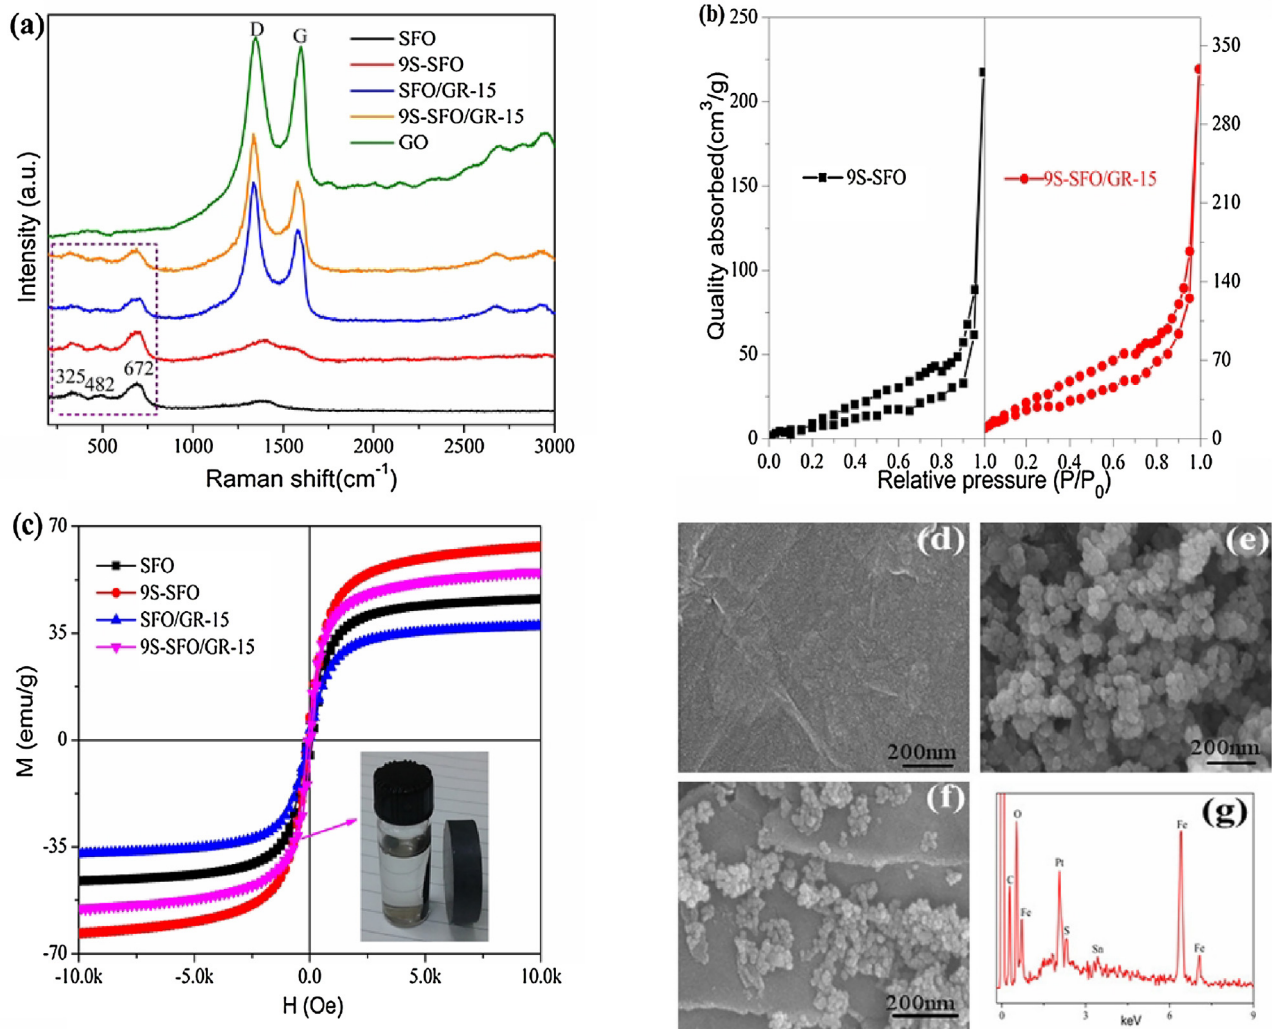 (a)
D
G
SFO
9S-SFO
SFO/GR-15
9S-SFO/GR-15
GO
Intensity (a.u.)
325
482
672
500 1000 1500 2000 2500 3000
Raman shift(cm⁻¹)
(b)
250
200
150
100
50
0
Quality absorbed(cm³/g)
9S-SFO
9S-SFO/GR-15
350
280
210
140
70
0
0.0 0.2 0.4 0.6 0.8 1.0 0.2 0.4 0.6 0.8 1.0
Relative pressure (P/P₀)
(c)
70
35
0
-35
-70
M (emu/g)
SFO
9S-SFO
SFO/GR-15
9S-SFO/GR-15
-10.0k -5.0k 0.0 5.0k 10.0k
H (Oe)
(d)
200nm
(e)
200nm
(f)
200nm
(g)
O
C
Fe
Pt
S
Sn
Fe
Fe
0 3 6 9
keV